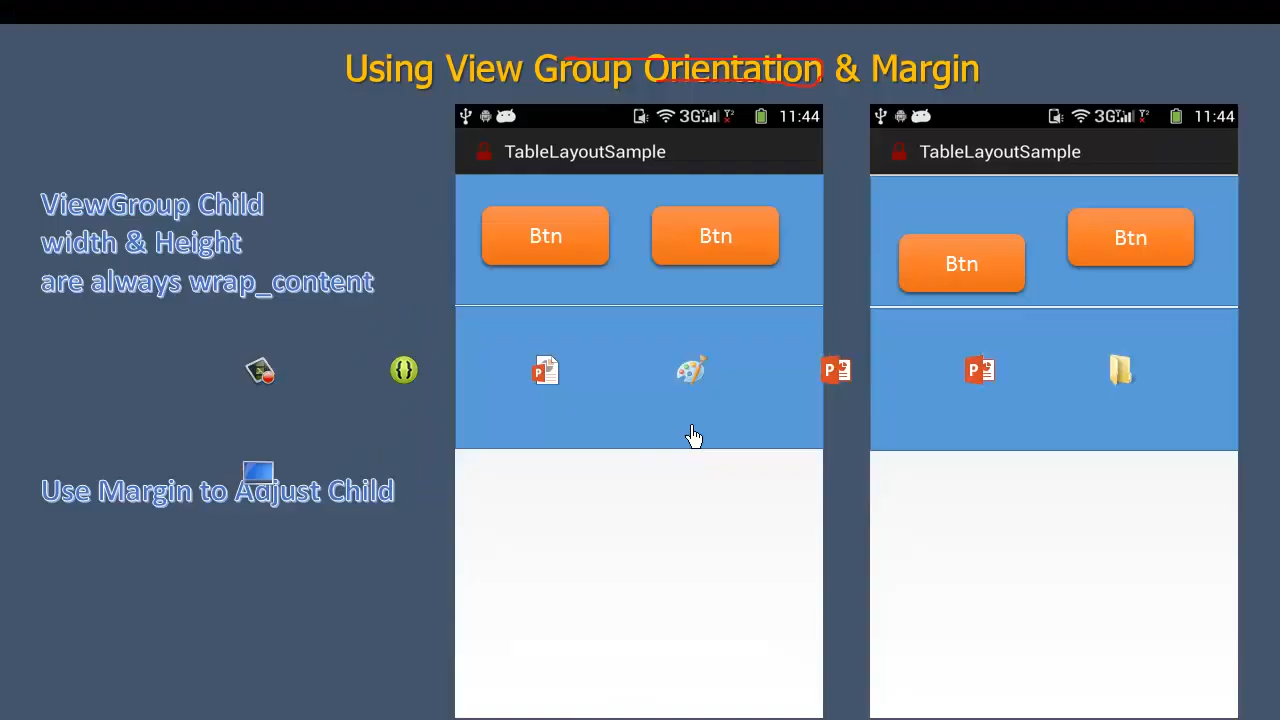 Using View Group Orientation & Margin
3G 11:44
TableLayoutSample
3G 11:44
TableLayoutSample
ViewGroup Child
width & Height
are always wrap_content
Btn
Btn
Btn
Btn
Use Margin to Adjust Child